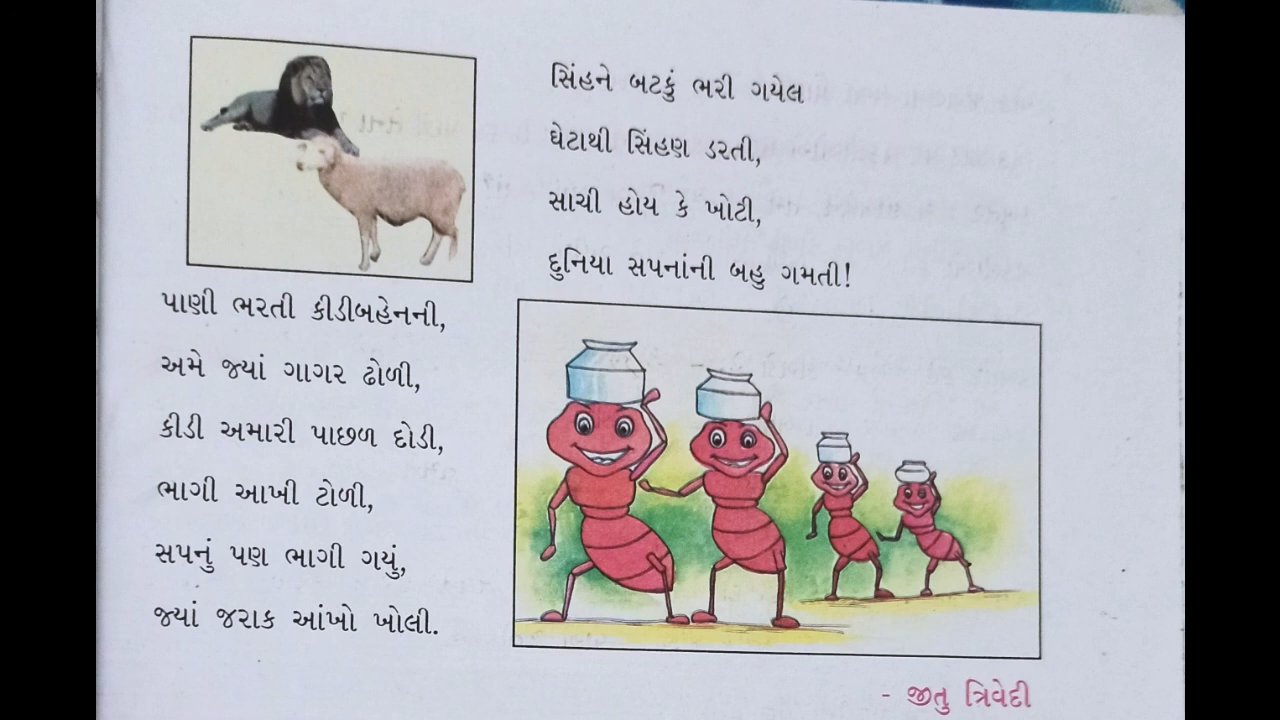 સિંહને બટકું ભરી ગયેલ
ઘેટાથી સિંહણ ડરતી,
સાચી હોય કે ખોટી,
દુનિયા સપનાંની બહુ ગમતી!
પાણી ભરતી કીડીબહેનની,
અમે જ્યાં ગાગર ઢોળી,
કીડી અમારી પાછળ દોડી,
ભાગી આખી ટોળી,
સપનું પણ ભાગી ગયું,
જ્યાં જરાક આંખો ખોલી.
- જીતુ ત્રિવેદી